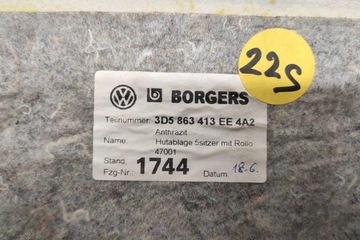 22S
BORGERS
Teilnummer: 3D5 863 413 EE 4A2
Anthrazit
Name: Hutablage 5sitzer mit Rollo
47001
Stand: 1744
Fzg-Nr.: Datum: 18.6.